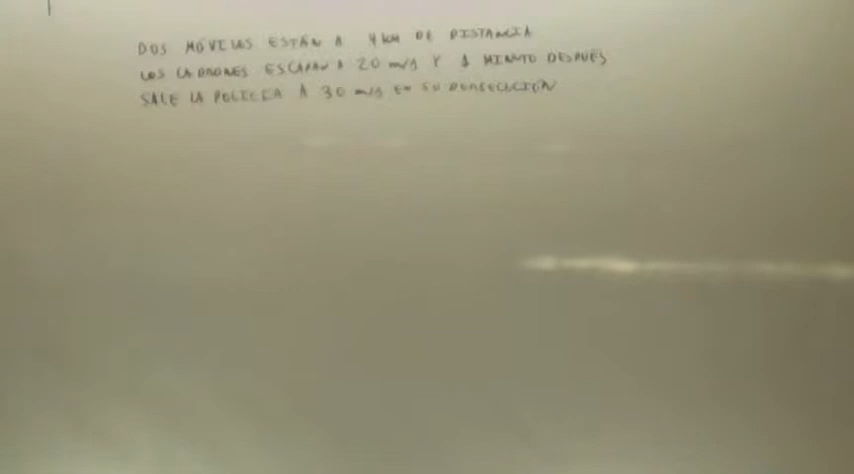 DOS MÓVILES ESTÁN A 4 KM DE DISTANCIA
LOS LADRONES ESCAPAN A 20 m/s Y 1 MINUTO DESPUÉS
SALE LA POLICÍA A 30 m/s EN SU PERSECUCIÓN